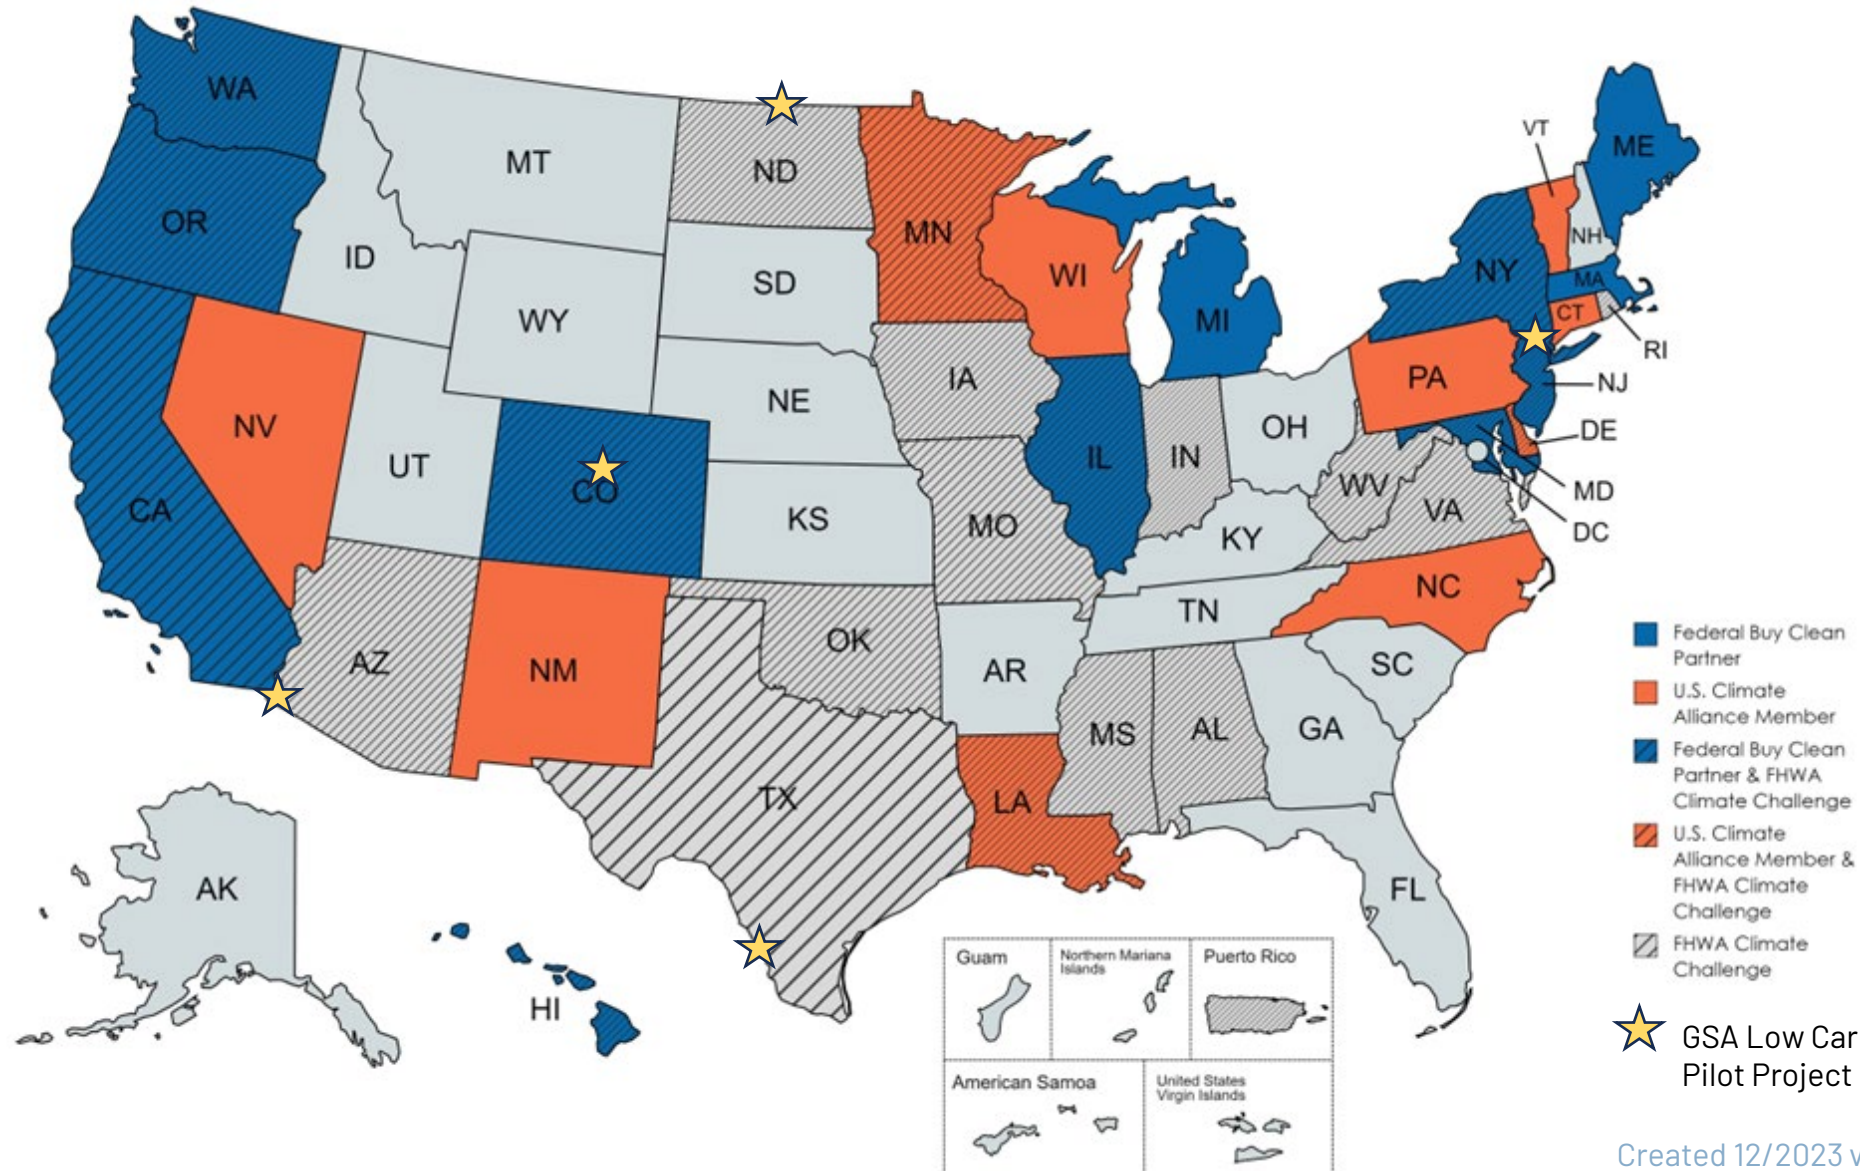 WA
MT
ND
MN
VT
ME
OR
ID
SD
WI
NH
NY
MA
WY
MI
CT
RI
IA
PA
NJ
NE
NV
OH
DE
UT
CO
IL
IN
WV
MD
CA
KS
MO
VA
DC
KY
NC
TN
AZ
NM
OK
AR
SC
MS
AL
GA
TX
LA
AK
FL
HI
Federal Buy Clean
Partner
U.S. Climate
Alliance Member
Federal Buy Clean
Partner & FHWA
Climate Challenge
U.S. Climate
Alliance Member &
FHWA Climate
Challenge
FHWA Climate
Challenge
GSA Low Car
Pilot Project
Guam
Northern Mariana
Islands
Puerto Rico
American Samoa
United States
Virgin Islands
Created 12/2023 v